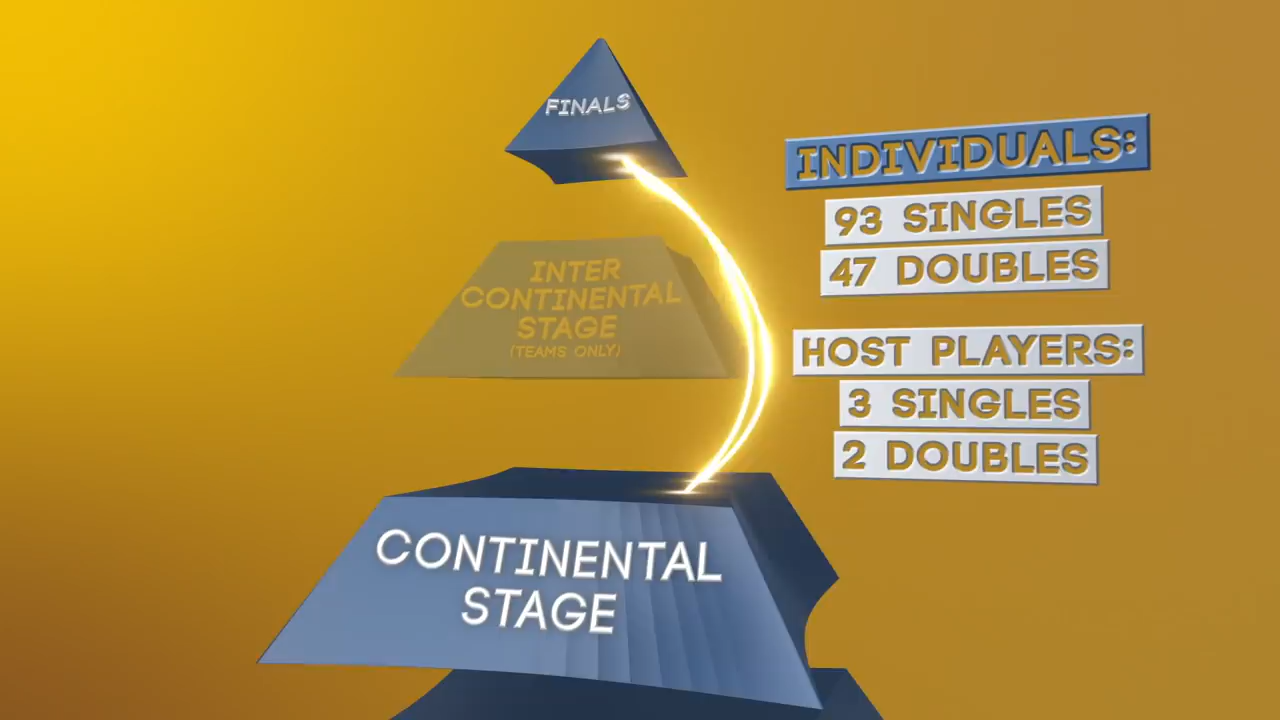 FINALS
INTER
CONTINENTAL
STAGE
(TEAMS ONLY)
CONTINENTAL
STAGE
INDIVIDUALS:
93 SINGLES
47 DOUBLES
HOST PLAYERS:
3 SINGLES
2 DOUBLES